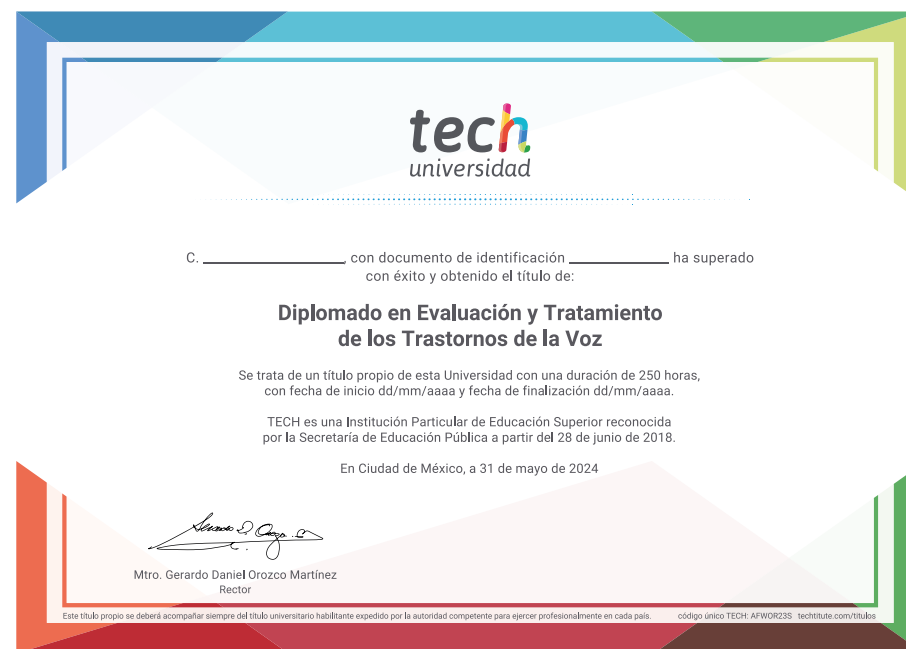 tech
universidad
C. ____________________, con documento de identificación ______________ ha superado
con éxito y obtenido el título de:
Diplomado en Evaluación y Tratamiento
de los Trastornos de la Voz
Se trata de un título propio de esta Universidad con una duración de 250 horas,
con fecha de inicio dd/mm/aaaa y fecha de finalización dd/mm/aaaa.
TECH es una Institución Particular de Educación Superior reconocida
por la Secretaría de Educación Pública a partir del 28 de junio de 2018.
En Ciudad de México, a 31 de mayo de 2024
Mtro. Gerardo Daniel Orozco Martínez
Rector
Este título propio se deberá acompañar siempre del título universitario habilitante expedido por la autoridad competente para ejercer profesionalmente en cada país. código único TECH: AFWOR23S techtitute.com/titulos